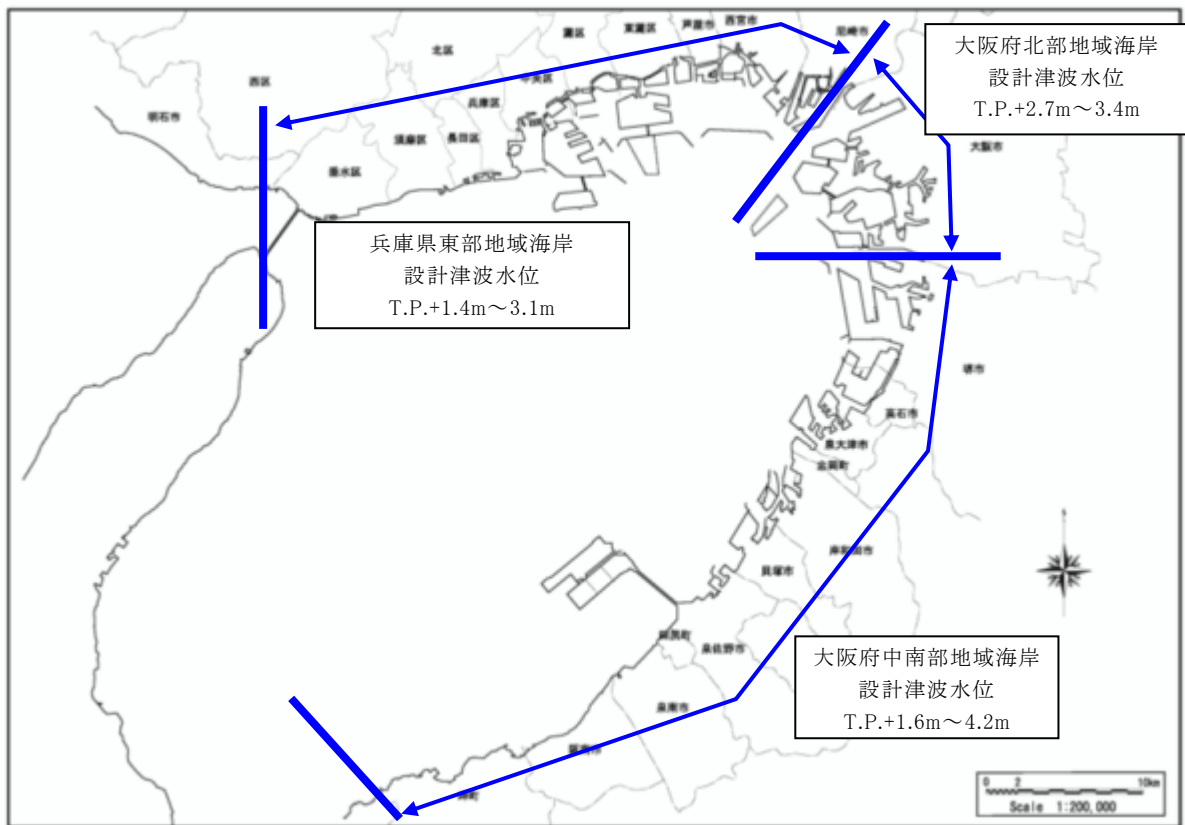 灘区
東灘区
芦屋市
西宮市
尼崎市
北区
西区
中央区
兵庫区
明石市
須磨区
長田区
垂水区
大阪府北部地域海岸
設計津波水位
T.P.+2.7m～3.4m
大阪市
兵庫県東部地域海岸
設計津波水位
T.P.+1.4m～3.1m
堺市
高石市
泉大津市
忠岡町
岸和田市
貝塚市
田尻町
泉佐野市
泉南市
阪南市
岬町
大阪府中南部地域海岸
設計津波水位
T.P.+1.6m～4.2m
0 2 10km
Scale 1:200,000